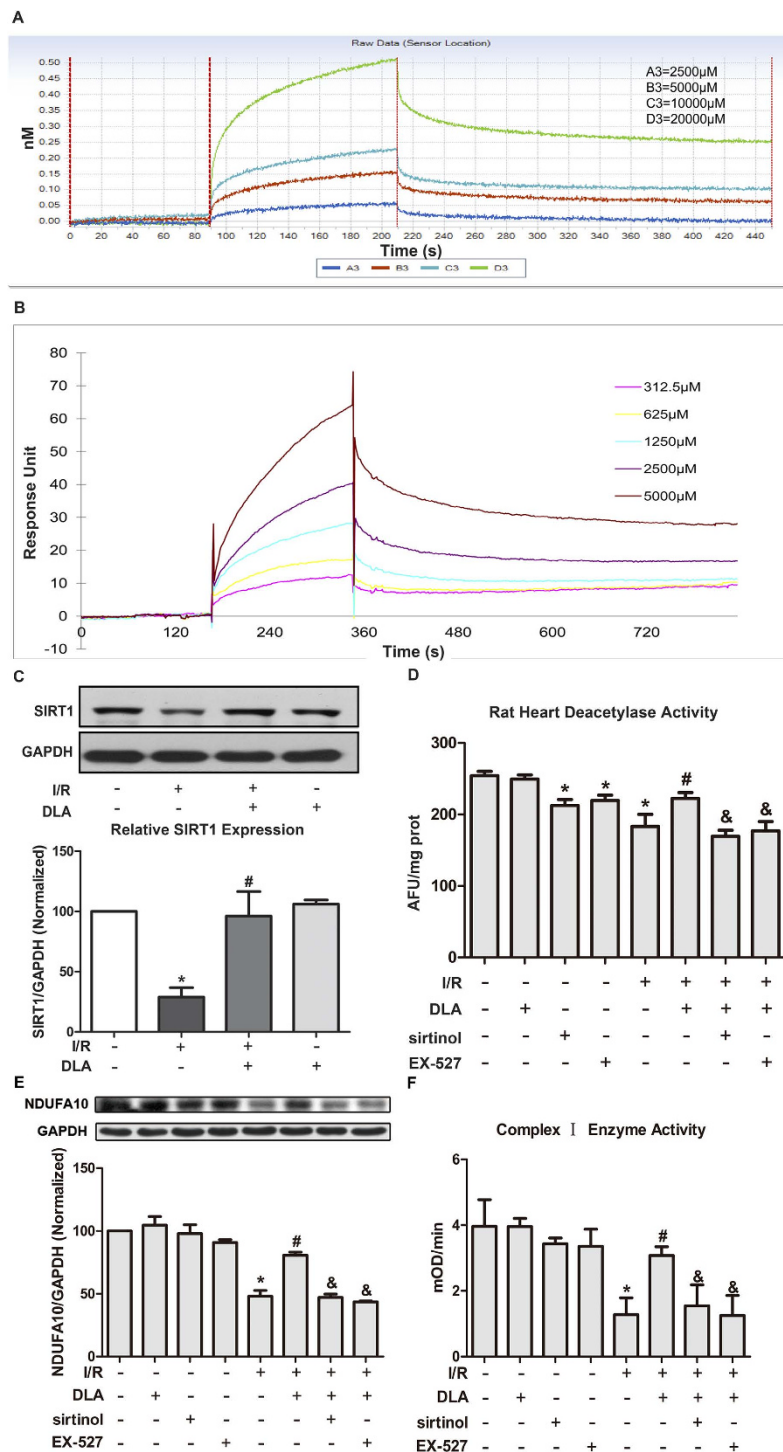 A
Raw Data (Sensor Location)
A3=2500µM
B3=5000µM
C3=10000µM
D3=20000µM
0.50
0.45
0.40
0.35
0.30
0.25
0.20
0.15
0.10
0.05
0.00
nM
0 20 40 60 80 100 120 140 160 180 200 220 240 260 280 300 320 340 360 380 400 420 440
Time (s)
A3 B3 C3 D3
B
80
70
60
50
40
30
20
10
0
-10
Response Unit
312.5µM
625µM
1250µM
2500µM
5000µM
0 120 240 360 480 600 720
Time (s)
C
SIRT1
GAPDH
I/R - + + -
DLA - - + +
Relative SIRT1 Expression
SIRT1/GAPDH (Normalized)
150
100
50
0
* #
I/R - + + -
DLA - - + +
D
Rat Heart Deacetylase Activity
AFU/mg prot
300
200
100
0
* * * # & &
I/R - - - - + + + +
DLA - + - - - + + +
sirtinol - - + - - - + -
EX-527 - - - + - - - +
E
NDUFA10
GAPDH
NDUFA10/GAPDH (Normalized)
150
100
50
0
* # & &
I/R - - - - + + + +
DLA - + - - - + + +
sirtinol - - + - - - + -
EX-527 - - - + - - - +
F
Complex I Enzyme Activity
mOD/min
6
4
2
0
* # & &
I/R - - - - + + + +
DLA - + - - - + + +
sirtinol - - + - - - + -
EX-527 - - - + - - - +